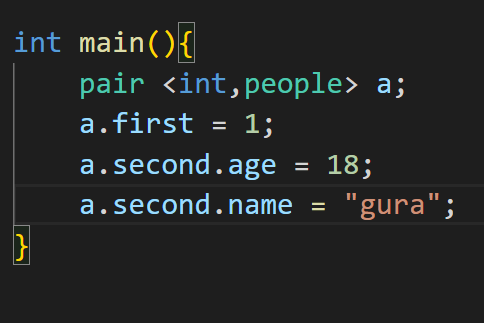 int main(){
    pair <int,people> a;
    a.first = 1;
    a.second.age = 18;
    a.second.name = "gura";
}